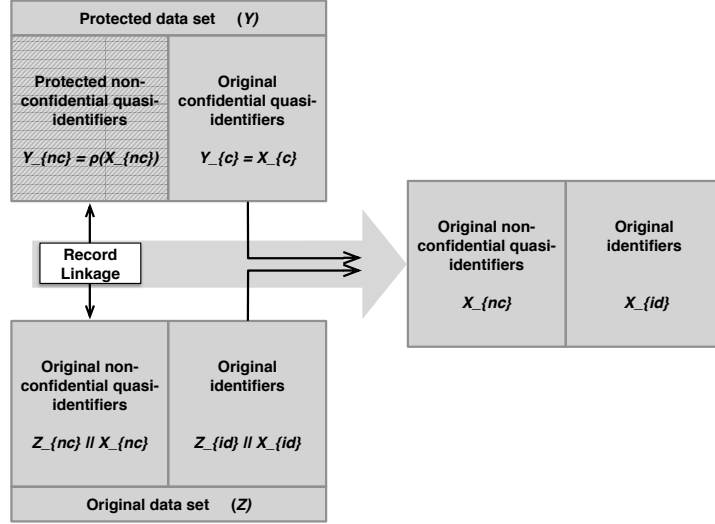 Protected data set (Y)
Protected non-
confidential quasi-
identifiers
Y_{nc} = ρ(X_{nc})
Original
confidential quasi-
identifiers
Y_{c} = X_{c}
Record
Linkage
Original non-
confidential quasi-
identifiers
X_{nc}
Original
identifiers
X_{id}
Original non-
confidential quasi-
identifiers
Z_{nc} // X_{nc}
Original
identifiers
Z_{id} // X_{id}
Original data set (Z)